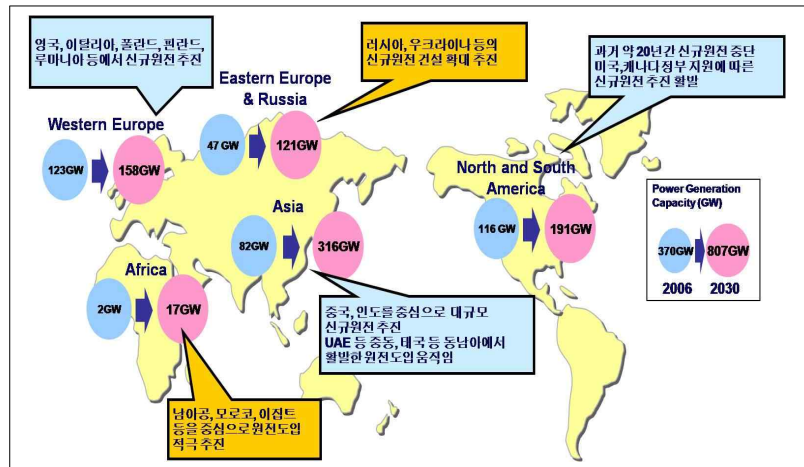 영국, 이탈리아, 폴란드, 핀란드,
루마니아 등에서 신규원전 추진
러시아, 우크라이나 등의
신규원전 건설 확대 추진
과거 약 20년간 신규원전 중단
미국,캐나다정부 지원에 따른
신규원전 추진 활발
Eastern Europe
& Russia
47 GW
121GW
Western Europe
123GW
158GW
North and South
America
116 GW
191GW
Asia
82GW
316GW
Power Generation
Capacity (GW)
370GW
807GW
2006
2030
Africa
2GW
17GW
중국, 인도를 중심으로 대규모
신규원전 추진
UAE 등 중동, 태국 등 동남아에서
활발한 원전도입 움직임
남아공, 모로코, 이집트
등을 중심으로 원전도입
적극 추진